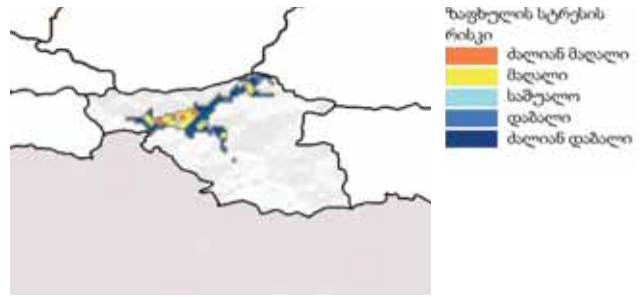 ზაფხულის სტრესის
რისკი
ძალიან მაღალი
მაღალი
საშუალო
დაბალი
ძალიან დაბალი